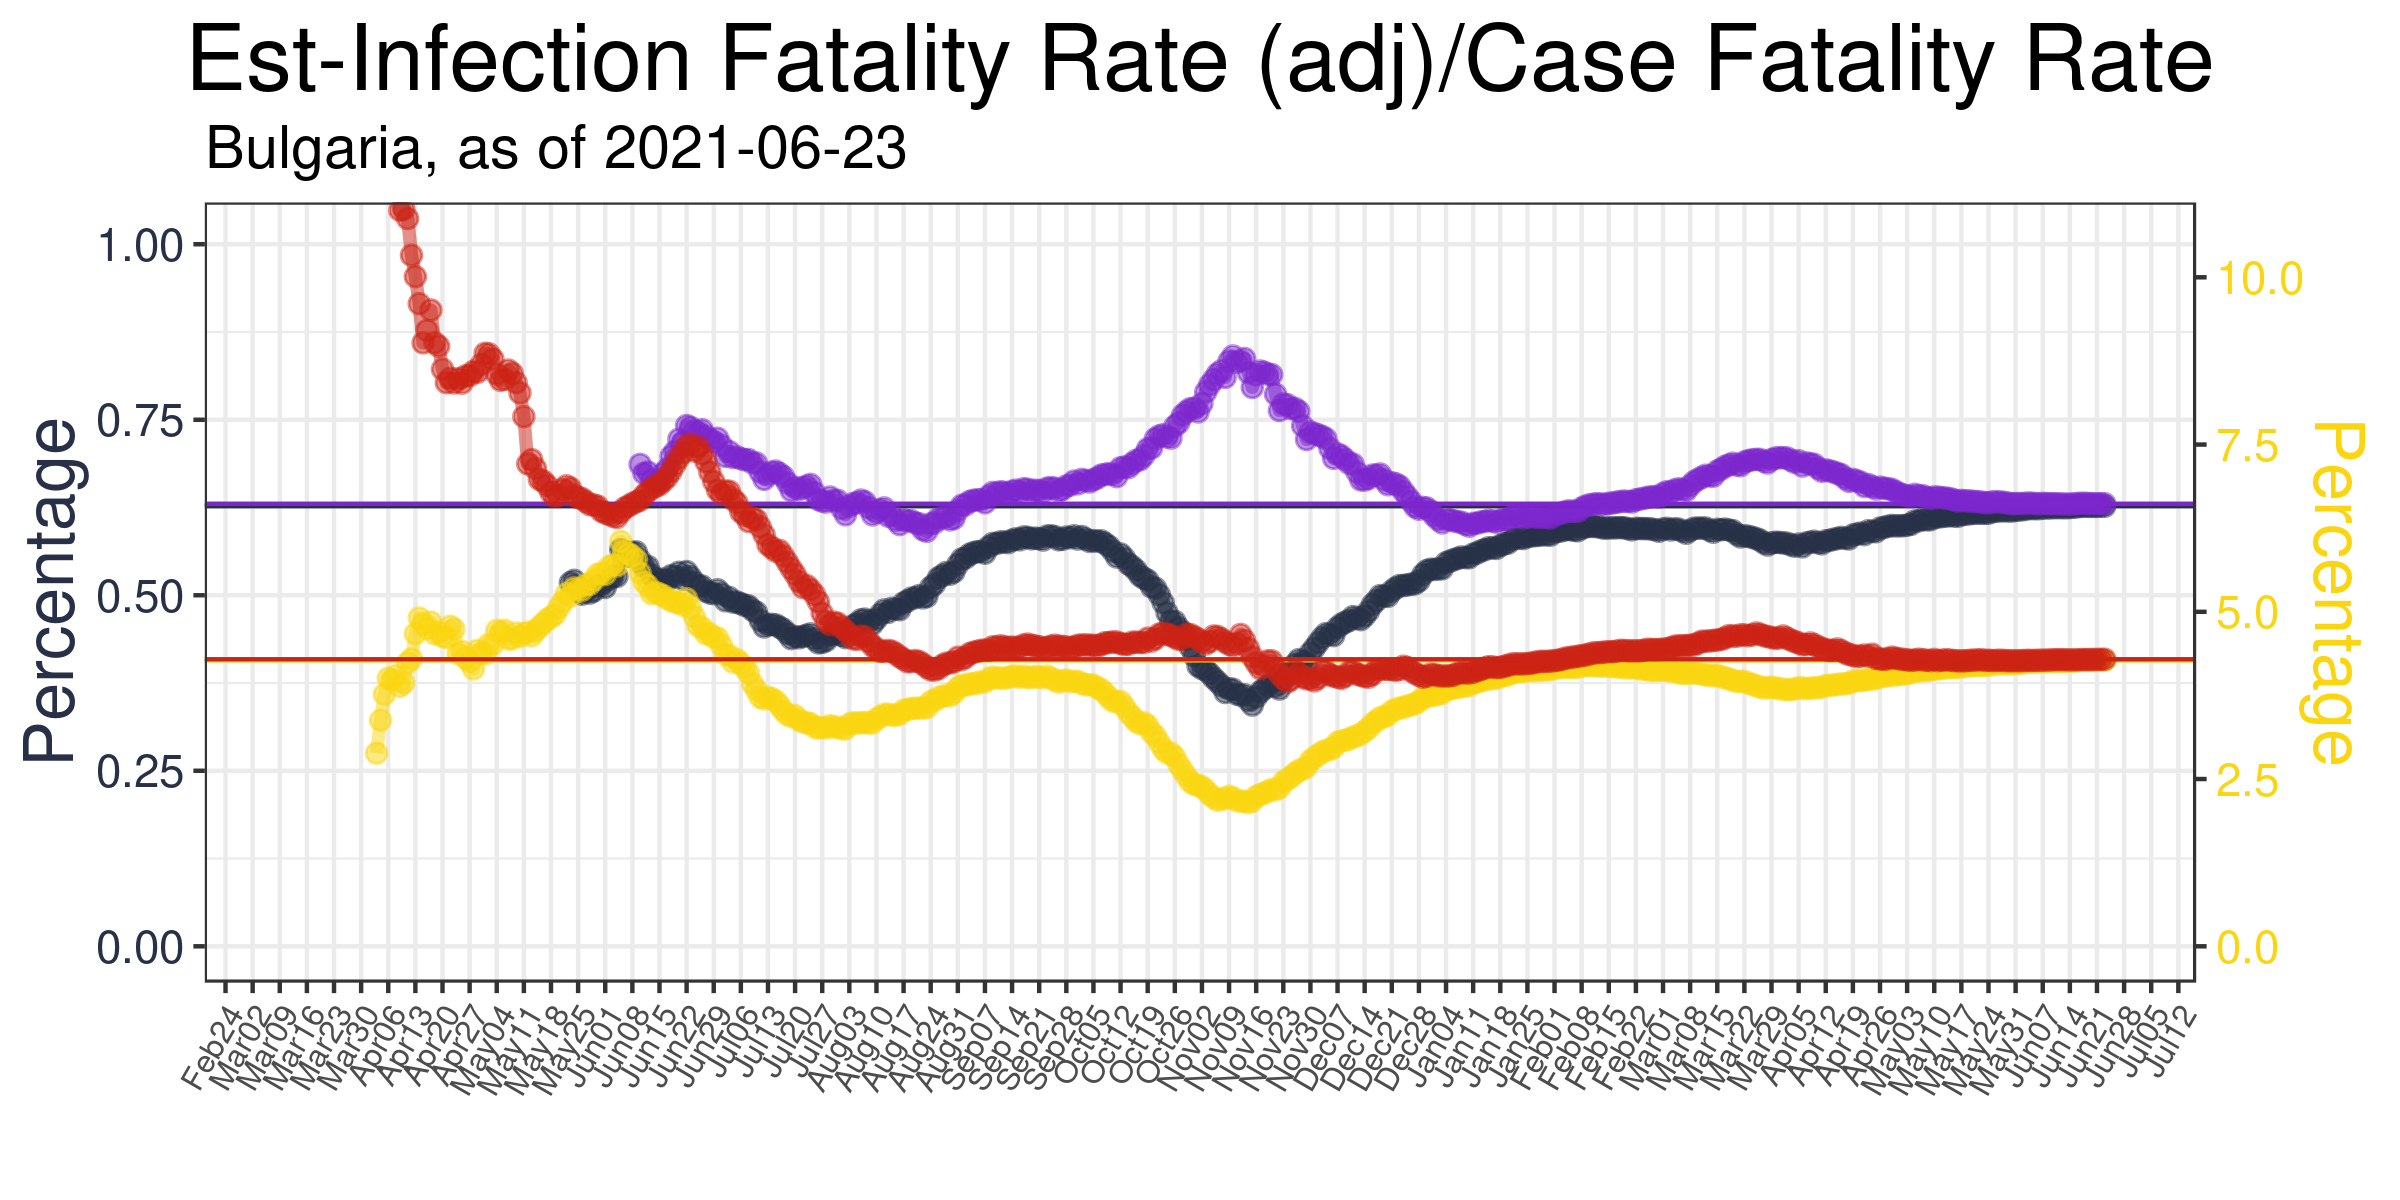 Est-Infection Fatality Rate (adj)/Case Fatality Rate
Bulgaria, as of 2021-06-23
Percentage
1.00
0.75
0.50
0.25
0.00
10.0
7.5
5.0
2.5
0.0
Percentage
Feb24
Mar02
Mar09
Mar16
Mar23
Mar30
Apr06
Apr13
Apr20
Apr27
May04
May11
May18
May25
Jun01
Jun08
Jun15
Jun22
Jun29
Jul06
Jul13
Jul20
Jul27
Aug03
Aug10
Aug17
Aug24
Aug31
Sep07
Sep14
Sep21
Sep28
Oct05
Oct12
Oct19
Oct26
Nov02
Nov09
Nov16
Nov23
Nov30
Dec07
Dec14
Dec21
Dec28
Jan04
Jan11
Jan18
Jan25
Feb01
Feb08
Feb15
Feb22
Mar01
Mar08
Mar15
Mar22
Mar29
Apr05
Apr12
Apr19
Apr26
May03
May10
May17
May24
May31
Jun07
Jun14
Jun21
Jun28
Jul05
Jul12